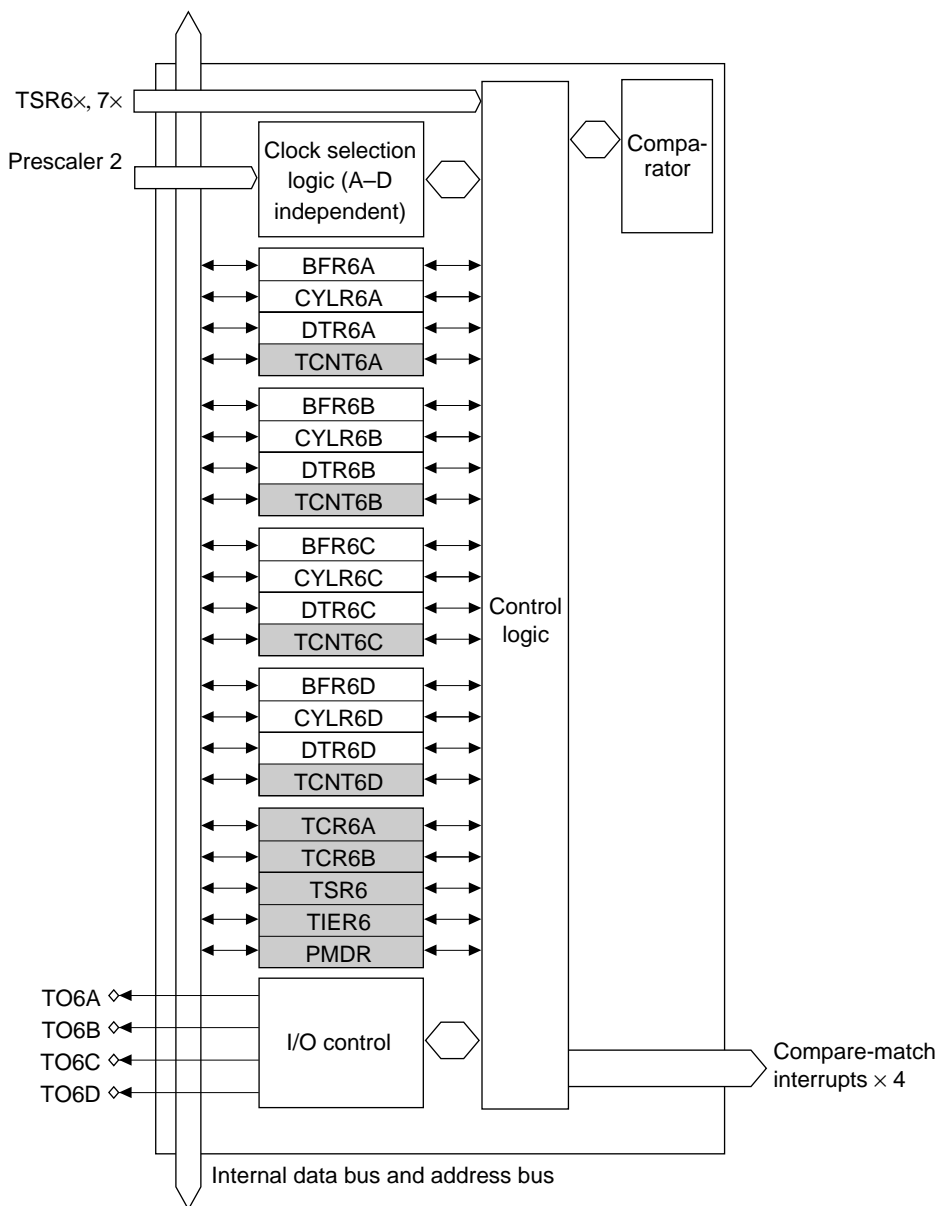 TSR6×, 7×
Prescaler 2
Clock selection
logic (A–D
independent)
Compa-
rator
BFR6A
CYLR6A
DTR6A
TCNT6A
BFR6B
CYLR6B
DTR6B
TCNT6B
BFR6C
CYLR6C
DTR6C
TCNT6C
Control
logic
BFR6D
CYLR6D
DTR6D
TCNT6D
TCR6A
TCR6B
TSR6
TIER6
PMDR
TO6A
TO6B
TO6C
TO6D
I/O control
Compare-match
interrupts × 4
Internal data bus and address bus